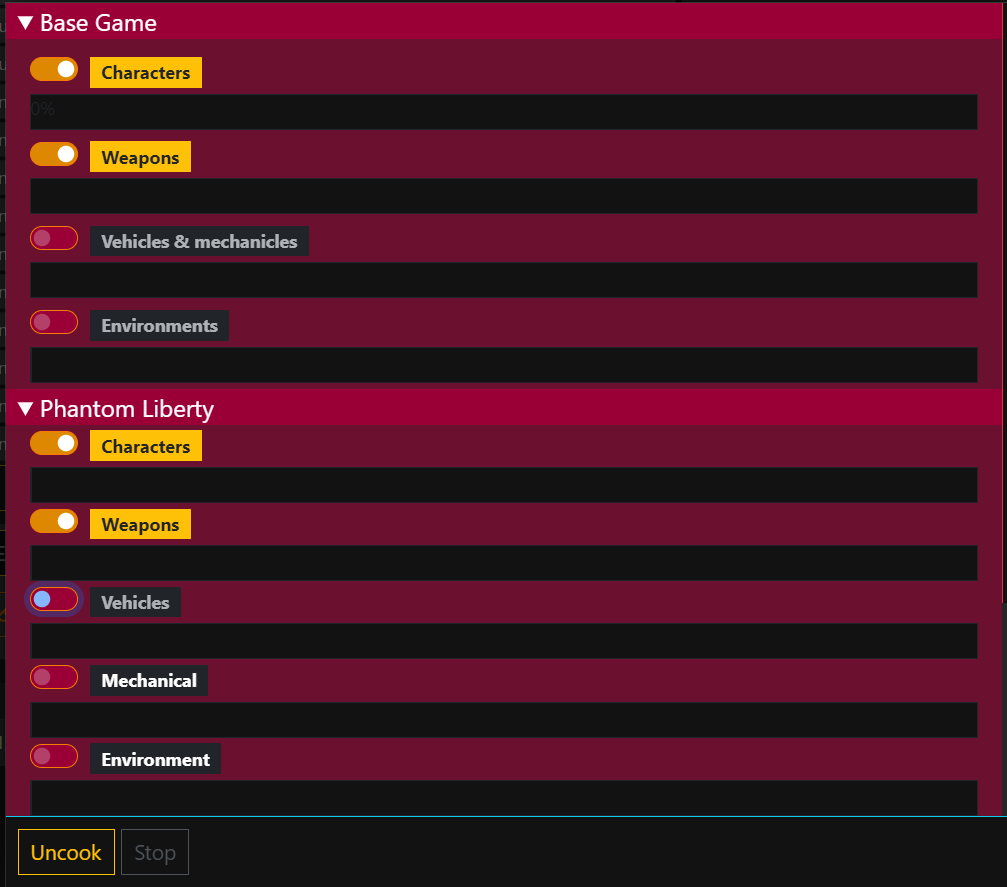 Base Game
Characters
0%
Weapons
Vehicles & mechanicles
Environments
Phantom Liberty
Characters
Weapons
Vehicles
Mechanical
Environment
Uncook
Stop